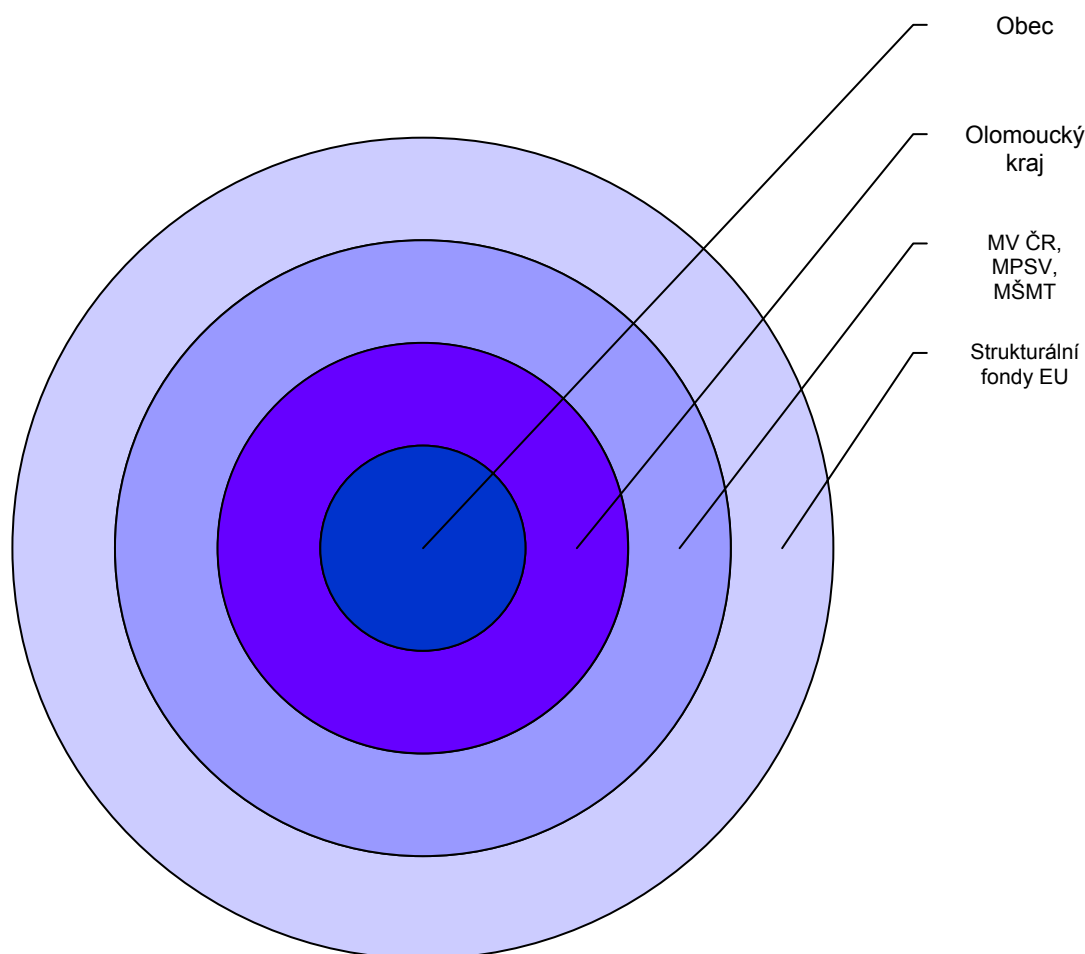 Obec
Olomoucký
kraj
MV ČR,
MPSV,
MŠMT
Strukturální
fondy EU